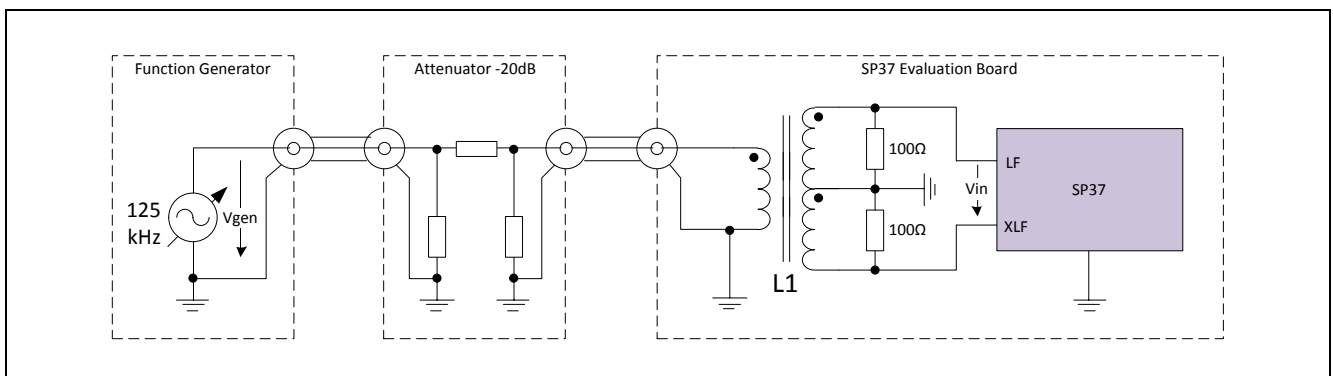 Function Generator
Attenuator -20dB
SP37 Evaluation Board
125
kHz
Vgen
L1
100Ω
100Ω
LF
Vin
XLF
SP37